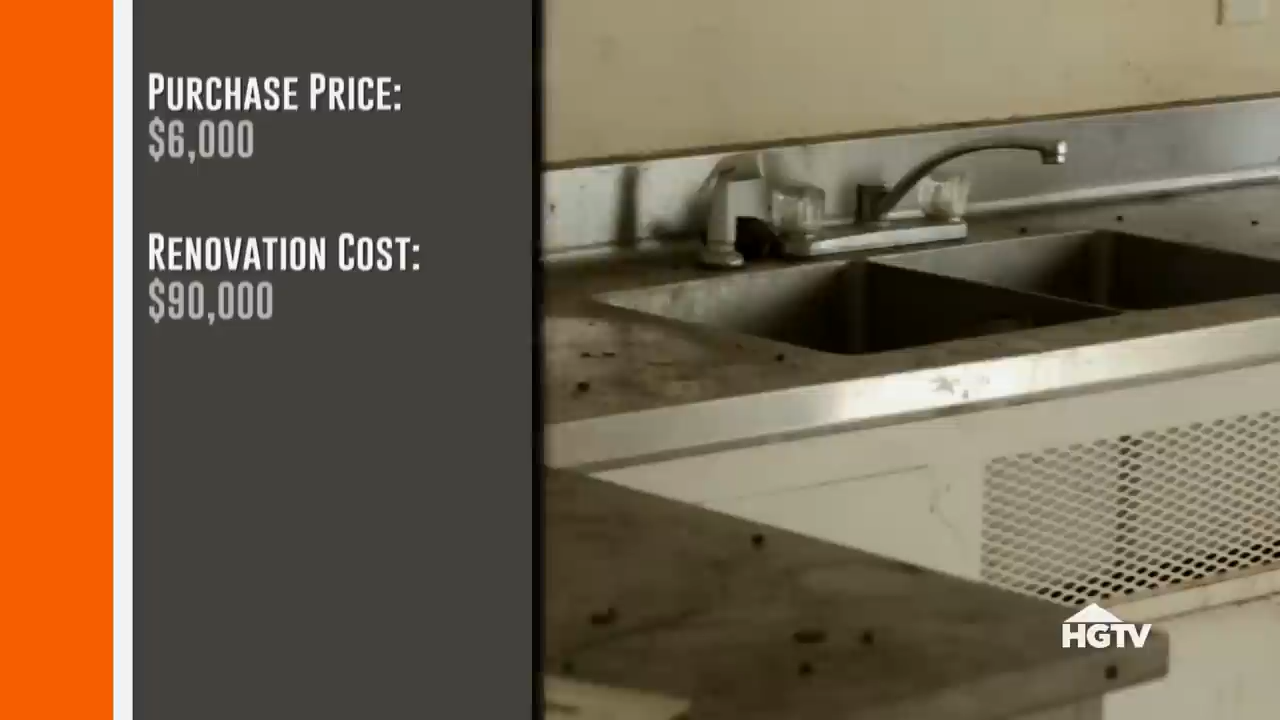 PURCHASE PRICE:
$6,000
RENOVATION COST:
$90,000
HGTV